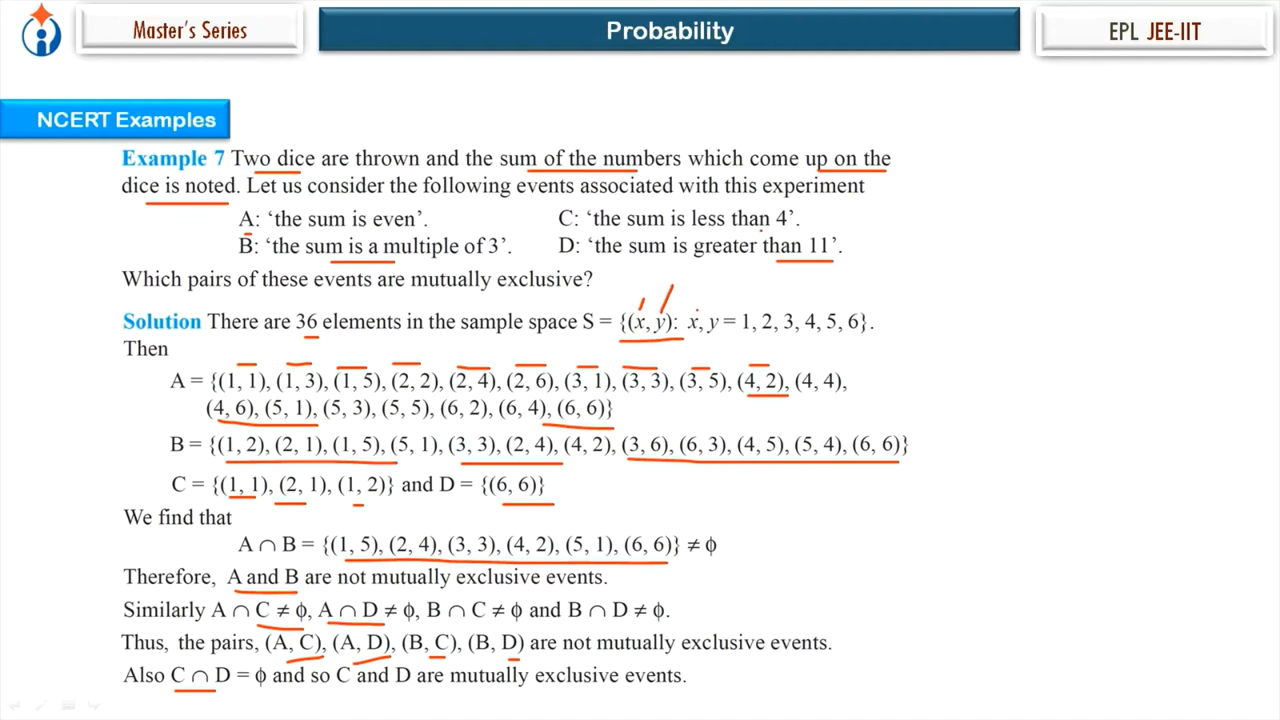 Master's Series
Probability
EPL JEE-IIT
NCERT Examples
Example 7 Two dice are thrown and the sum of the numbers which come up on the
dice is noted. Let us consider the following events associated with this experiment
A: ‘the sum is even’. C: ‘the sum is less than 4’.
B: ‘the sum is a multiple of 3’. D: ‘the sum is greater than 11’.
Which pairs of these events are mutually exclusive?
Solution There are 36 elements in the sample space S = {(x, y): x, y = 1, 2, 3, 4, 5, 6}.
Then
A = {(1, 1), (1, 3), (1, 5), (2, 2), (2, 4), (2, 6), (3, 1), (3, 3), (3, 5), (4, 2), (4, 4),
(4, 6), (5, 1), (5, 3), (5, 5), (6, 2), (6, 4), (6, 6)}
B = {(1, 2), (2, 1), (1, 5), (5, 1), (3, 3), (2, 4), (4, 2), (3, 6), (6, 3), (4, 5), (5, 4), (6, 6)}
C = {(1, 1), (2, 1), (1, 2)} and D = {(6, 6)}
We find that
A ∩ B = {(1, 5), (2, 4), (3, 3), (4, 2), (5, 1), (6, 6)} ≠ ϕ
Therefore, A and B are not mutually exclusive events.
Similarly A ∩ C ≠ ϕ, A ∩ D ≠ ϕ, B ∩ C ≠ ϕ and B ∩ D ≠ ϕ.
Thus, the pairs, (A, C), (A, D), (B, C), (B, D) are not mutually exclusive events.
Also C ∩ D = ϕ and so C and D are mutually exclusive events.